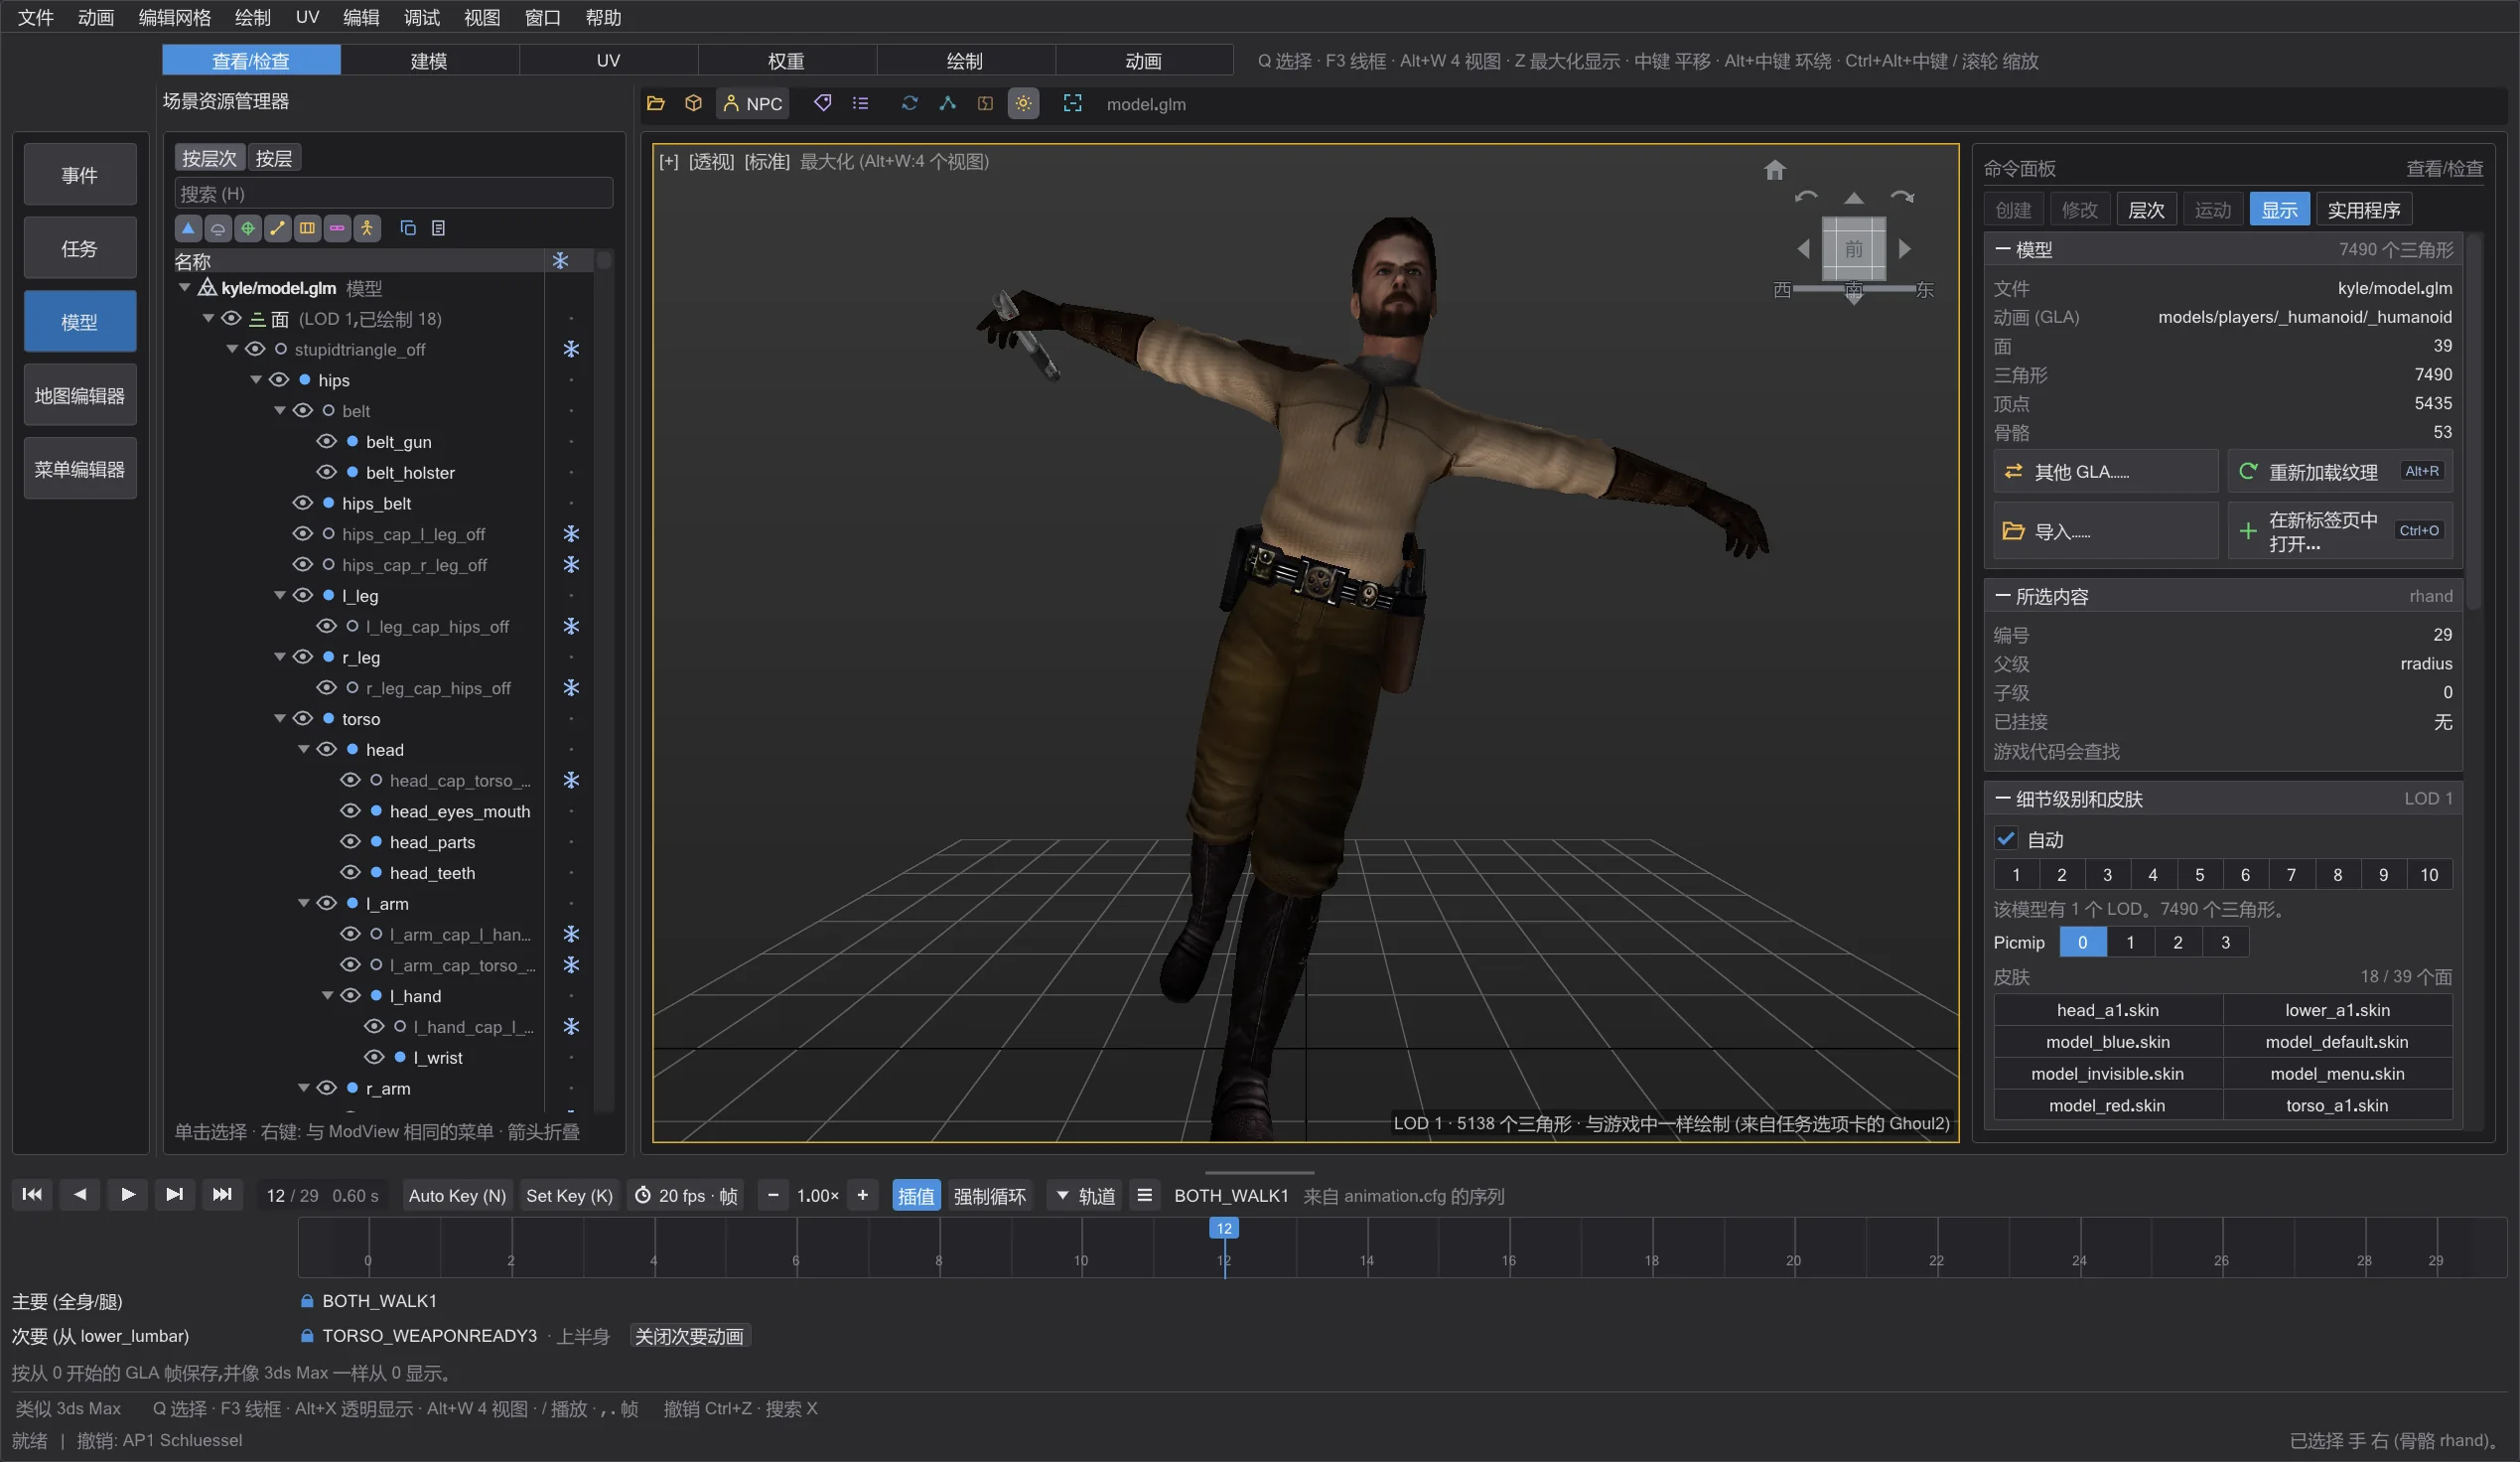 文件 动画 编辑网格 绘制 UV 编辑 调试 视图 窗口 帮助
查看/检查 建模 UV 权重 绘制 动画 Q 选择 · F3 线框 · Alt+W 4 视图 · Z 最大化显示 · 中键 平移 · Alt+中键 环绕 · Ctrl+Alt+中键 / 滚轮 缩放
场景资源管理器
NPC model.glm
事件
任务
模型
地图编辑器
菜单编辑器
按层次 按层
搜索 (H)
名称
kyle/model.glm 模型
面 (LOD 1,已绘制 18)
stupidtriangle_off
hips
belt
belt_gun
belt_holster
hips_belt
hips_cap_l_leg_off
hips_cap_r_leg_off
l_leg
l_leg_cap_hips_off
r_leg
r_leg_cap_hips_off
torso
head
head_cap_torso_...
head_eyes_mouth
head_parts
head_teeth
l_arm
l_arm_cap_l_han...
l_arm_cap_torso_...
l_hand
l_hand_cap_l_...
l_wrist
r_arm
单击选择 · 右键: 与 ModView 相同的菜单 · 箭头折叠
[+] [透视] [标准] 最大化 (Alt+W:4 个视图)
前
西 南 东
LOD 1 · 5138 个三角形 · 与游戏中一样绘制 (来自任务选项卡的 Ghoul2)
命令面板 查看/检查
创建 修改 层次 运动 显示 实用程序
模型 7490 个三角形
文件 kyle/model.glm
动画 (GLA) models/players/_humanoid/_humanoid
面 39
三角形 7490
顶点 5435
骨骼 53
其他 GLA...... 重新加载纹理 Alt+R
导入...... 在新标签页中打开... Ctrl+O
所选内容 rhand
编号 29
父级 rradius
子级 0
已挂接 无
游戏代码会查找
细节级别和皮肤 LOD 1
自动
1 2 3 4 5 6 7 8 9 10
该模型有 1 个 LOD。7490 个三角形。
Picmip 0 1 2 3
皮肤 18 / 39 个面
head_a1.skin lower_a1.skin
model_blue.skin model_default.skin
model_invisible.skin model_menu.skin
model_red.skin torso_a1.skin
12 / 29 0.60 s Auto Key (N) Set Key (K) 20 fps · 帧 − 1.00× + 插值 强制循环 轨道 BOTH_WALK1 来自 animation.cfg 的序列
12
0 2 4 6 8 10 12 14 16 18 20 22 24 26 28 29
主要 (全身/腿) BOTH_WALK1
次要 (从 lower_lumbar) TORSO_WEAPONREADY3 · 上半身 关闭次要动画
按从 0 开始的 GLA 帧保存,并像 3ds Max 一样从 0 显示。
类似 3ds Max Q 选择 · F3 线框 · Alt+X 透明显示 · Alt+W 4 视图 · / 播放 · , . 帧 撤销 Ctrl+Z · 搜索 X
就绪 | 撤销: AP1 Schluessel
已选择 手 右 (骨骼 rhand)。